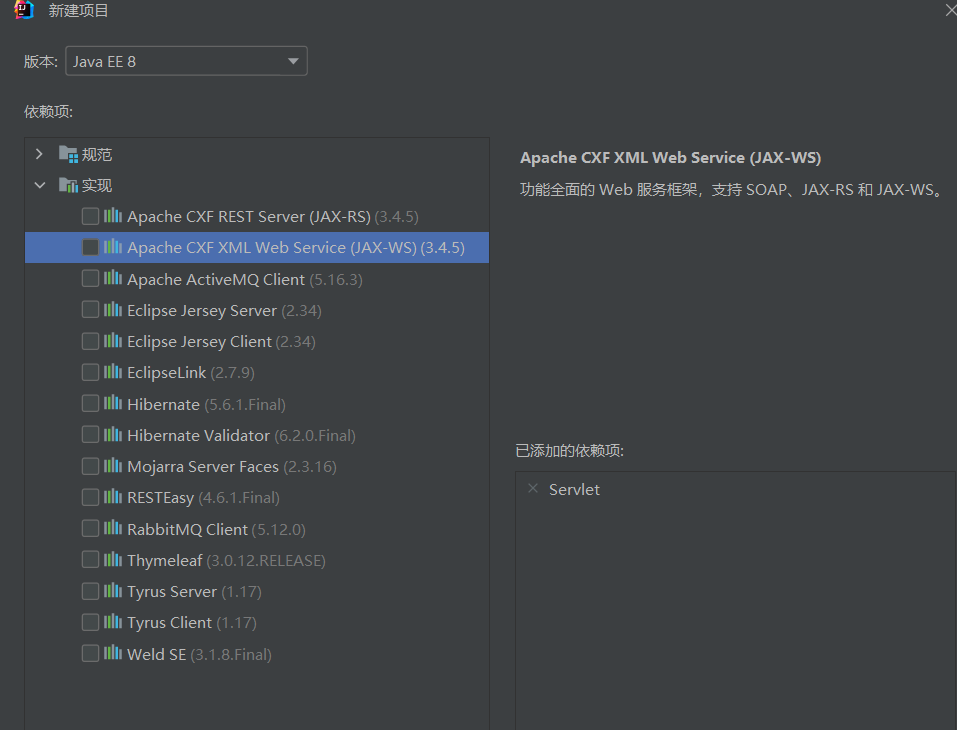 新建项目
版本: Java EE 8
依赖项:
规范
实现
Apache CXF REST Server (JAX-RS) (3.4.5)
Apache CXF XML Web Service (JAX-WS) (3.4.5)
Apache ActiveMQ Client (5.16.3)
Eclipse Jersey Server (2.34)
Eclipse Jersey Client (2.34)
EclipseLink (2.7.9)
Hibernate (5.6.1.Final)
Hibernate Validator (6.2.0.Final)
Mojarra Server Faces (2.3.16)
RESTEasy (4.6.1.Final)
RabbitMQ Client (5.12.0)
Thymeleaf (3.0.12.RELEASE)
Tyrus Server (1.17)
Tyrus Client (1.17)
Weld SE (3.1.8.Final)
Apache CXF XML Web Service (JAX-WS)
功能全面的 Web 服务框架，支持 SOAP、JAX-RS 和 JAX-WS。
已添加的依赖项:
Servlet